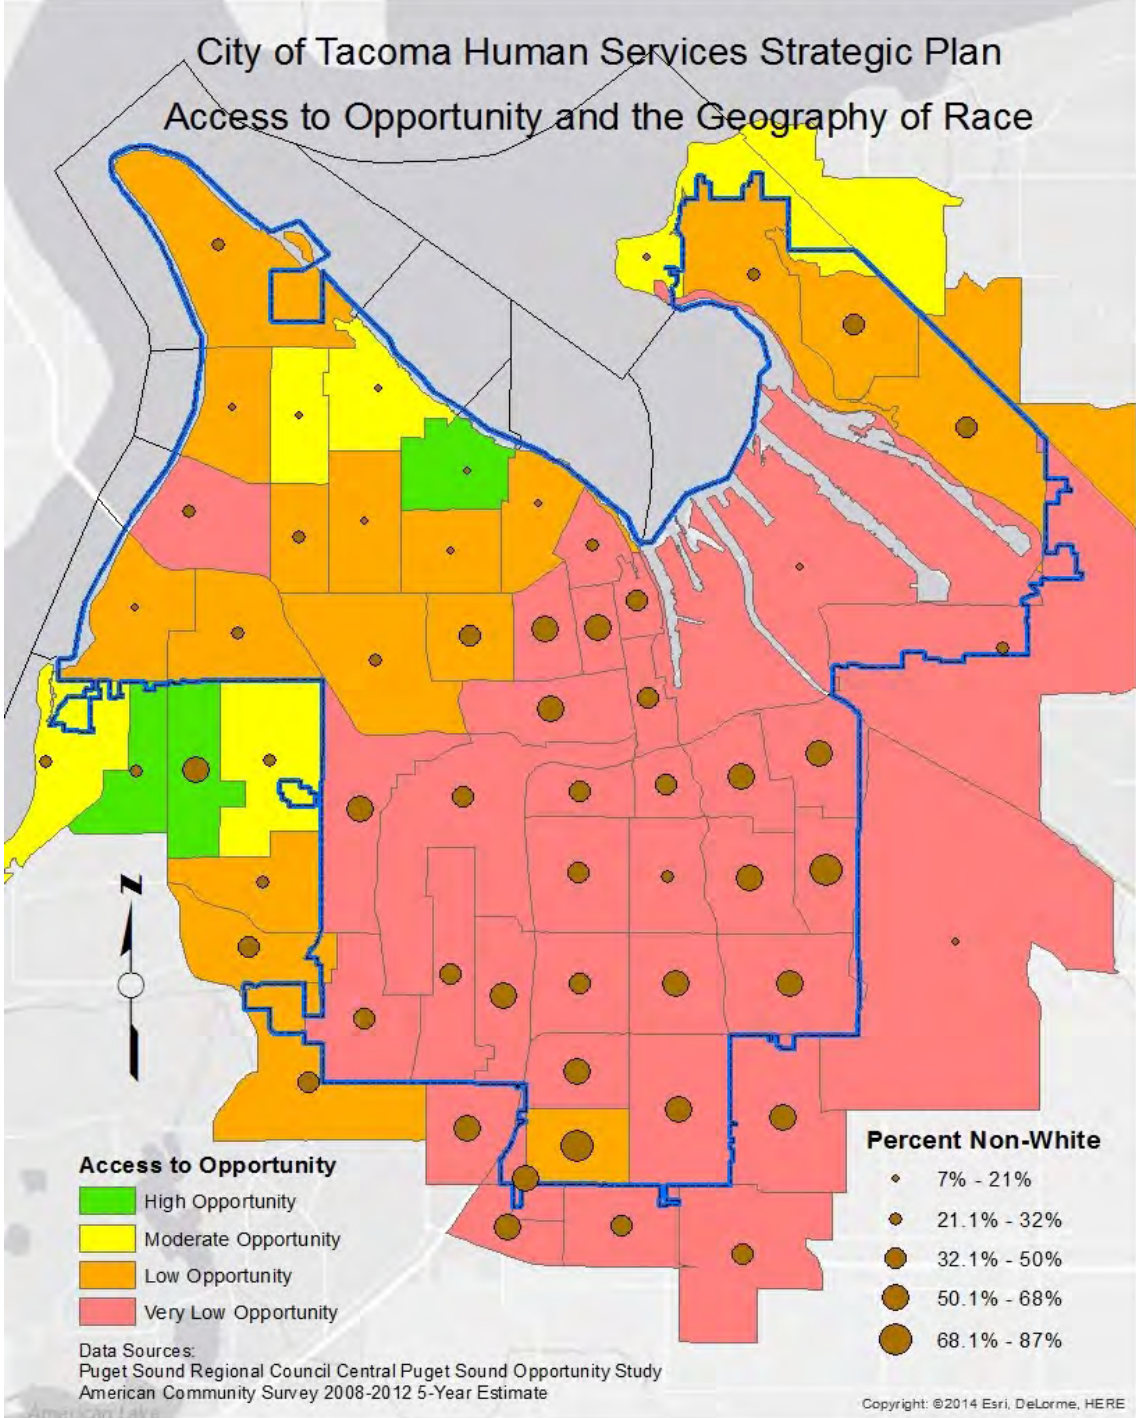 City of Tacoma Human Services Strategic Plan
Access to Opportunity and the Geography of Race
N
Access to Opportunity
High Opportunity
Moderate Opportunity
Low Opportunity
Very Low Opportunity
Data Sources:
Puget Sound Regional Council Central Puget Sound Opportunity Study
American Community Survey 2008-2012 5-Year Estimate
American Lake
Percent Non-White
7% - 21%
21.1% - 32%
32.1% - 50%
50.1% - 68%
68.1% - 87%
Copyright: ©2014 Esri, DeLorme, HERE